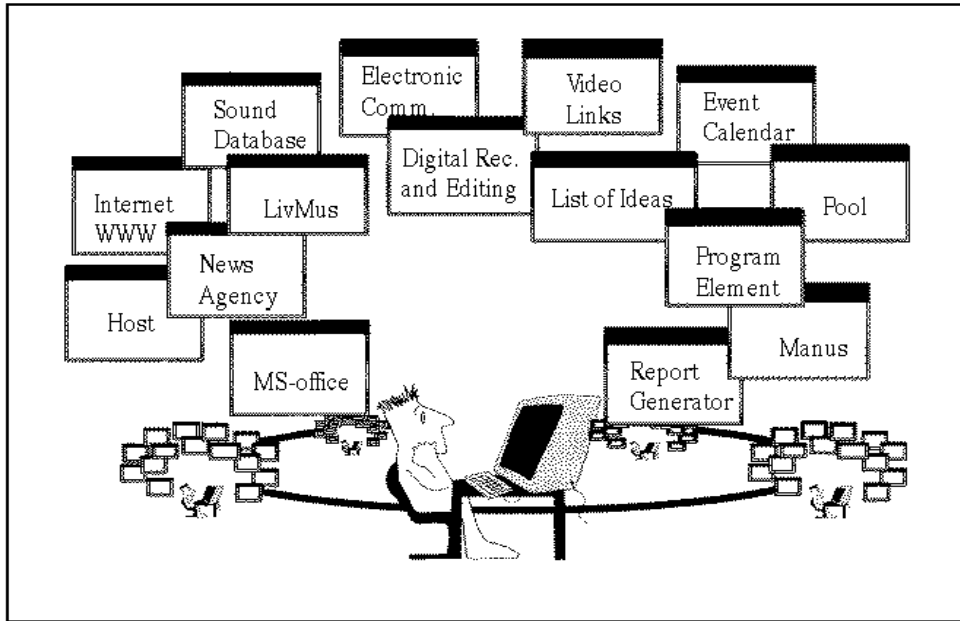 Electronic
Comm.
Video
Links
Sound
Database
Event
Calendar
Digital Rec.
and Editing
List of Ideas
Internet
WWW
LivMus
Pool
News
Agency
Program
Element
Host
MS-office
Manus
Report
Generator